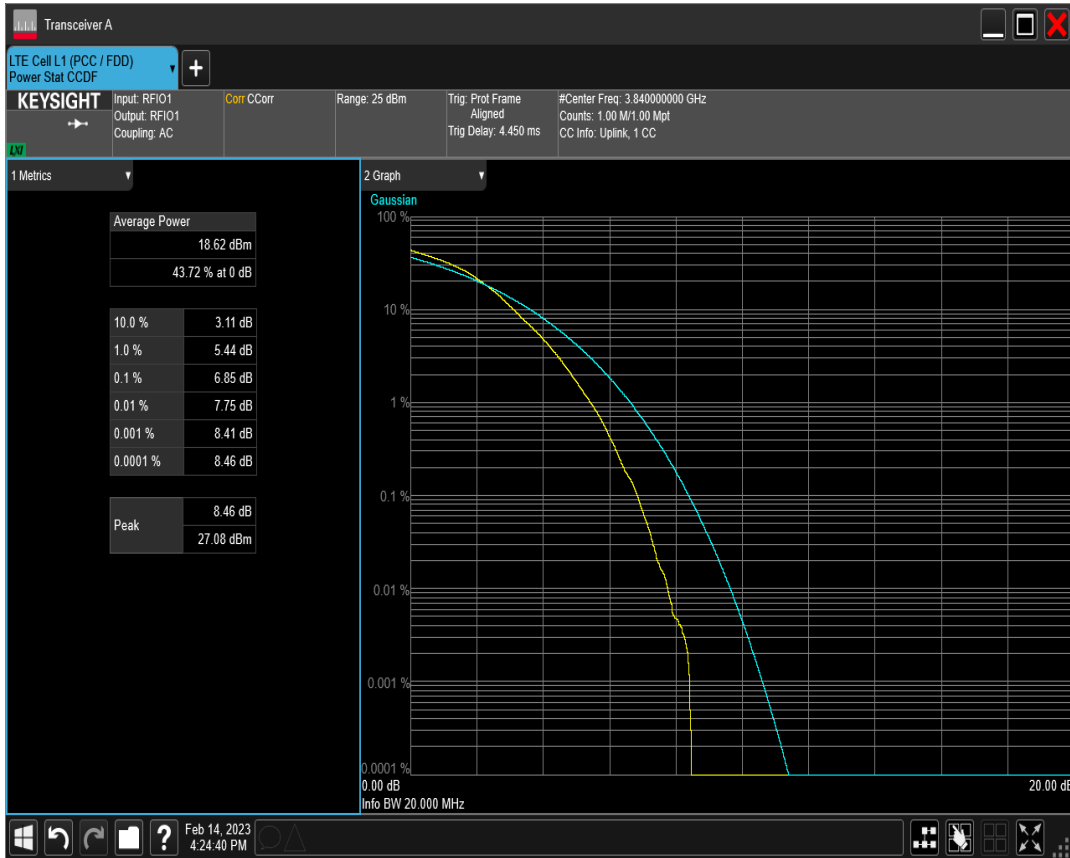 Transceiver A
LTE Cell L1 (PCC / FDD)
Power Stat CCDF
+
KEYSIGHT
LXI
Input: RFIO1
Output: RFIO1
Coupling: AC
Corr CCorr
Range: 25 dBm
Trig: Prot Frame
Aligned
Trig Delay: 4.450 ms
#Center Freq: 3.840000000 GHz
Counts: 1.00 M/1.00 Mpt
CC Info: Uplink, 1 CC
1 Metrics
Average Power
18.62 dBm
43.72 % at 0 dB
10.0 % 3.11 dB
1.0 % 5.44 dB
0.1 % 6.85 dB
0.01 % 7.75 dB
0.001 % 8.41 dB
0.0001 % 8.46 dB
Peak 8.46 dB
27.08 dBm
2 Graph
Gaussian
100 %
10 %
1 %
0.1 %
0.01 %
0.001 %
0.0001 %
0.00 dB 20.00 dB
Info BW 20.000 MHz
? Feb 14, 2023
4:24:40 PM